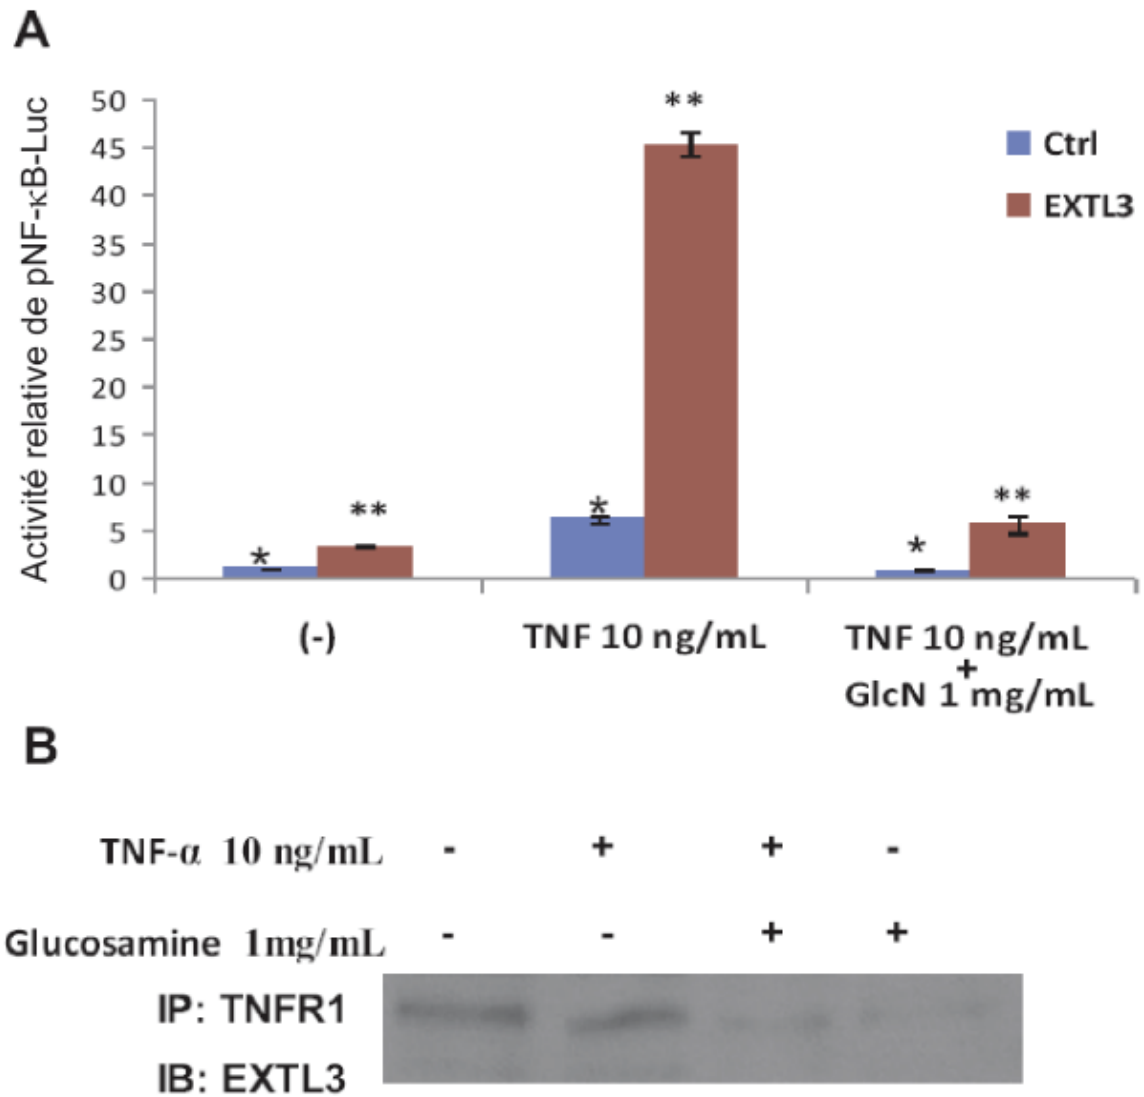 A
Activité relative de pNF-κB-Luc
50
45
40
35
30
25
20
15
10
5
0
**
*
**
*
*
**
Ctrl
EXTL3
(-)
TNF 10 ng/mL
TNF 10 ng/mL
+
GlcN 1 mg/mL
B
TNF-α 10 ng/mL - + + -
Glucosamine 1mg/mL - - + +
IP: TNFR1
IB: EXTL3